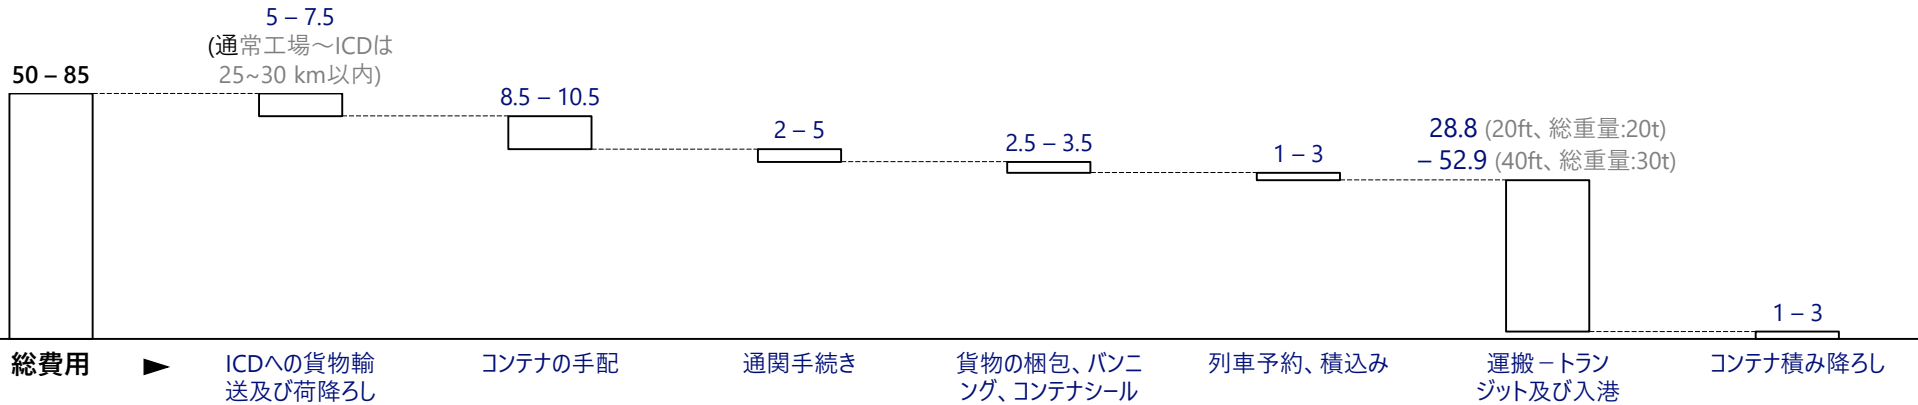 5 – 7.5
(通常工場～ICDは
25~30 km以内)
50 – 85
8.5 – 10.5
2 – 5
2.5 – 3.5
1 – 3
28.8 (20ft、総重量:20t)
– 52.9 (40ft、総重量:30t)
1 – 3
総費用 ►
ICDへの貨物輸
送及び荷降ろし
コンテナの手配
通関手続き
貨物の梱包、バンニ
ング、コンテナシール
列車予約、積込み
運搬－トラン
ジット及び入港
コンテナ積み降ろし